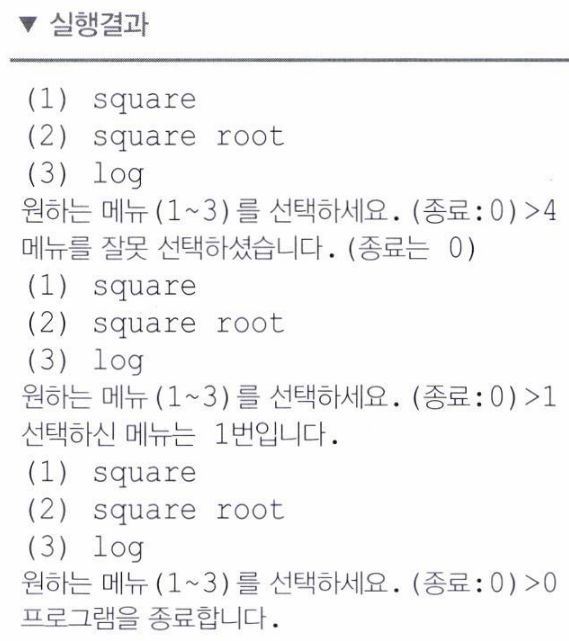 ▼ 실행결과
(1) square
(2) square root
(3) log
원하는 메뉴(1~3)를 선택하세요.(종료:0)>4
메뉴를 잘못 선택하셨습니다.(종료는 0)
(1) square
(2) square root
(3) log
원하는 메뉴(1~3)를 선택하세요.(종료:0)>1
선택하신 메뉴는 1번입니다.
(1) square
(2) square root
(3) log
원하는 메뉴(1~3)를 선택하세요.(종료:0)>0
프로그램을 종료합니다.